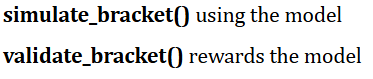 simulate_bracket() using the model
validate_bracket() rewards the model